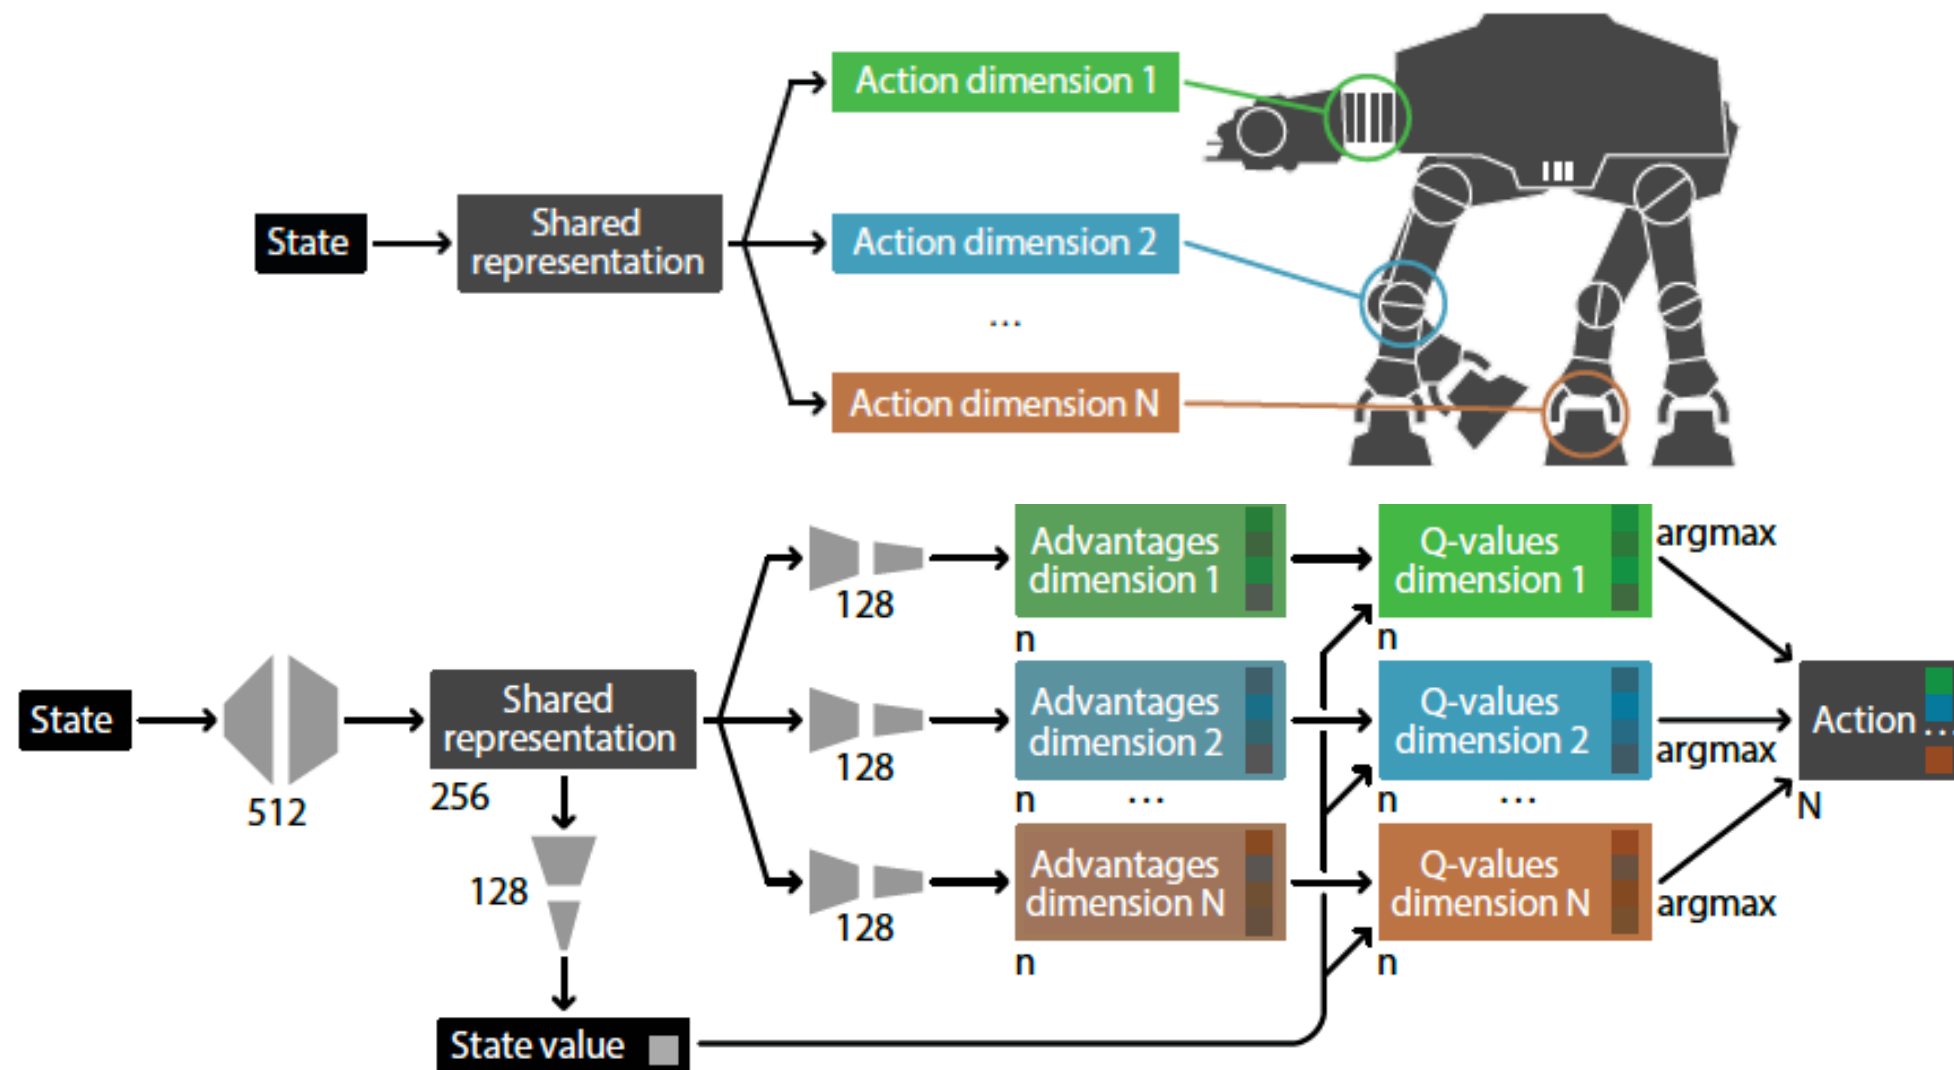 Action dimension 1
State
Shared
representation
Action dimension 2
...
Action dimension N
State
512
Shared
representation
256
128
State value
128
Advantages
dimension 1
n
Q-values
dimension 1
n
argmax
128
Advantages
dimension 2
n
...
Q-values
dimension 2
n
...
argmax
128
Advantages
dimension N
n
Q-values
dimension N
n
argmax
Action
...
N